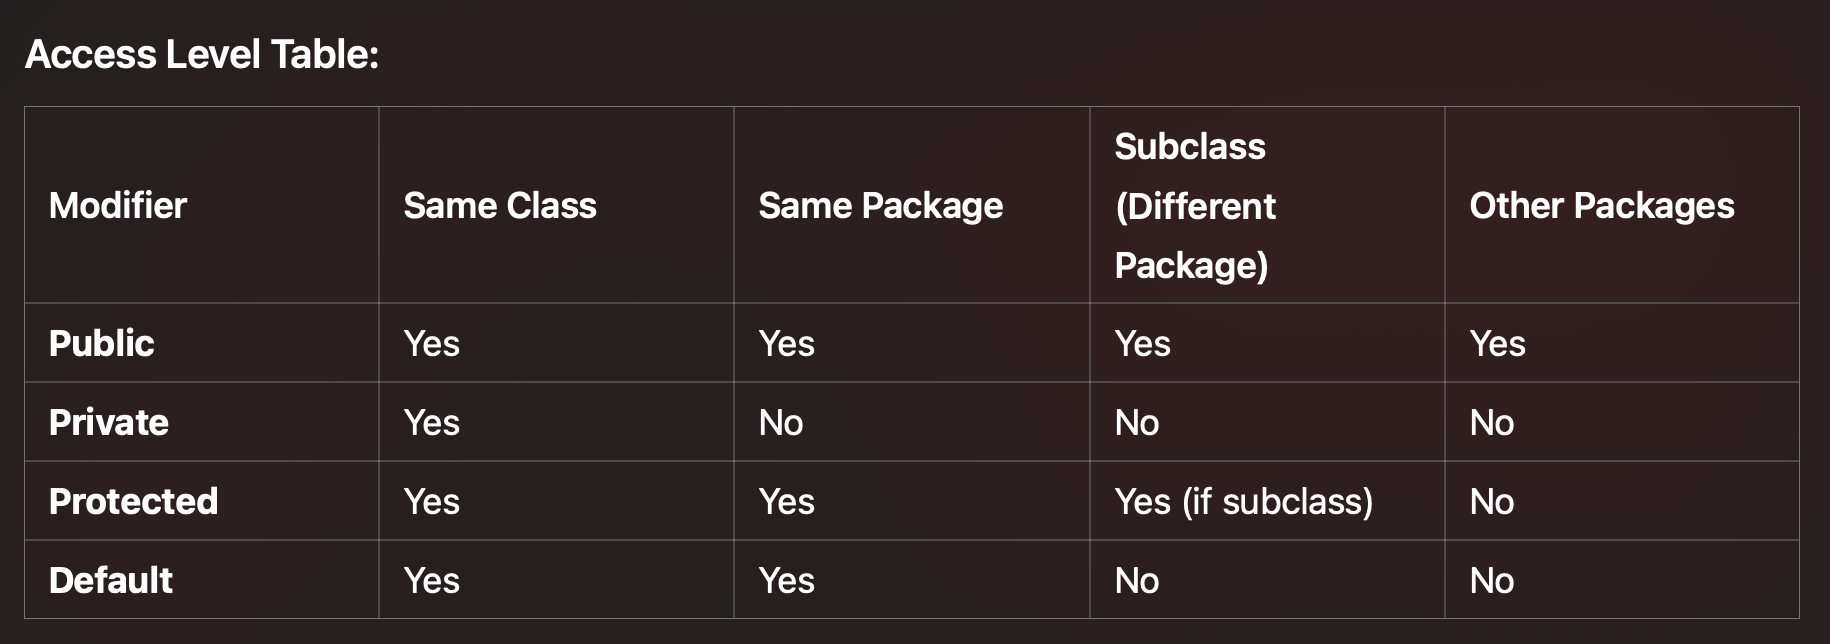 Access Level Table:
Modifier
Same Class
Same Package
Subclass
(Different
Package)
Other Packages
Public
Yes
Yes
Yes
Yes
Private
Yes
No
No
No
Protected
Yes
Yes
Yes (if subclass)
No
Default
Yes
Yes
No
No